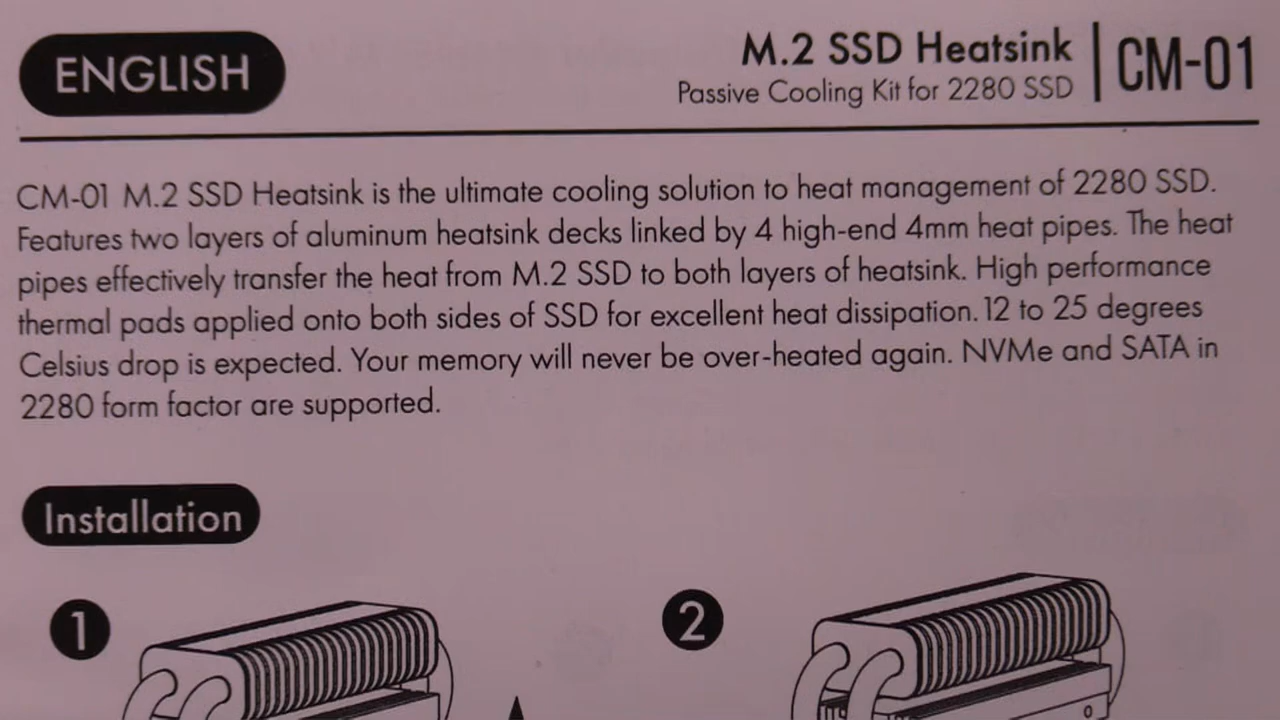 ENGLISH
M.2 SSD Heatsink
Passive Cooling Kit for 2280 SSD
CM-01
CM-01 M.2 SSD Heatsink is the ultimate cooling solution to heat management of 2280 SSD.
Features two layers of aluminum heatsink decks linked by 4 high-end 4mm heat pipes. The heat
pipes effectively transfer the heat from M.2 SSD to both layers of heatsink. High performance
thermal pads applied onto both sides of SSD for excellent heat dissipation. 12 to 25 degrees
Celsius drop is expected. Your memory will never be over-heated again. NVMe and SATA in
2280 form factor are supported.
Installation
1
2